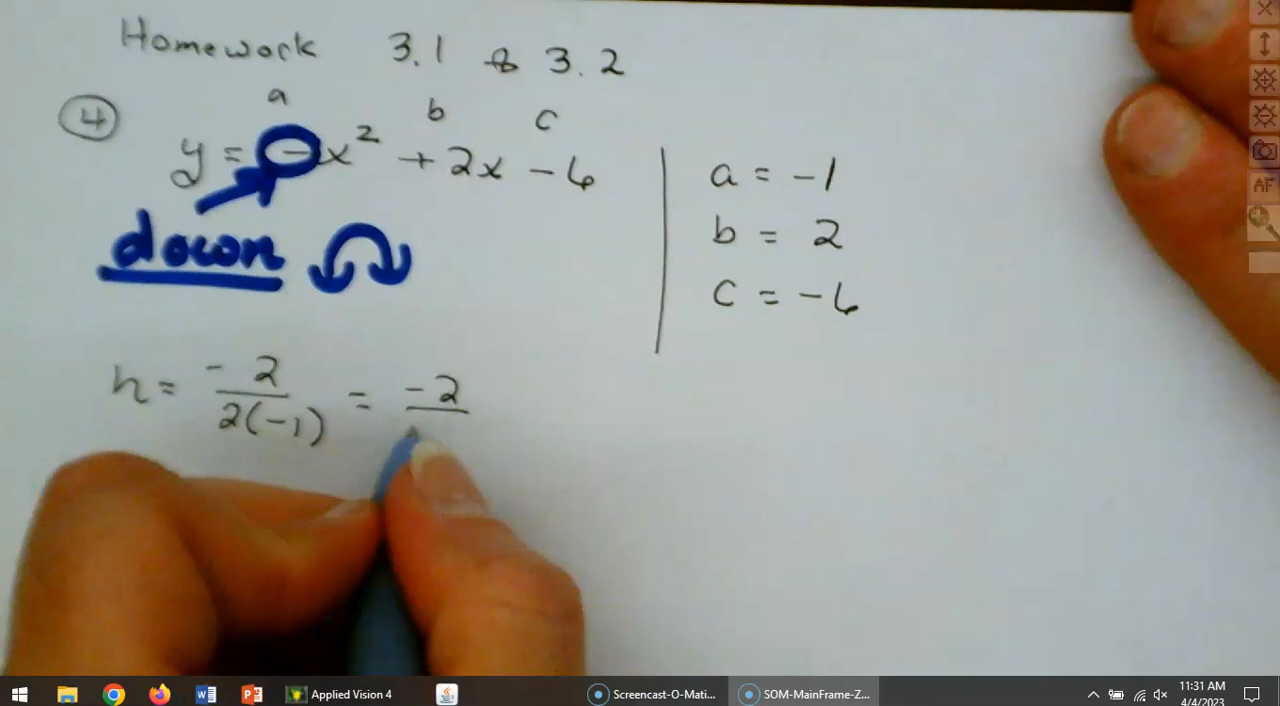 Homework 3.1 & 3.2
a b c
④ y = -x² + 2x - 6
down
a = -1
b = 2
c = -6
h = -2/2(-1) = -2
AF
Applied Vision 4
Screencast-O-Mati...
SOM-MainFrame-Z...
11:31 AM
4/4/2023